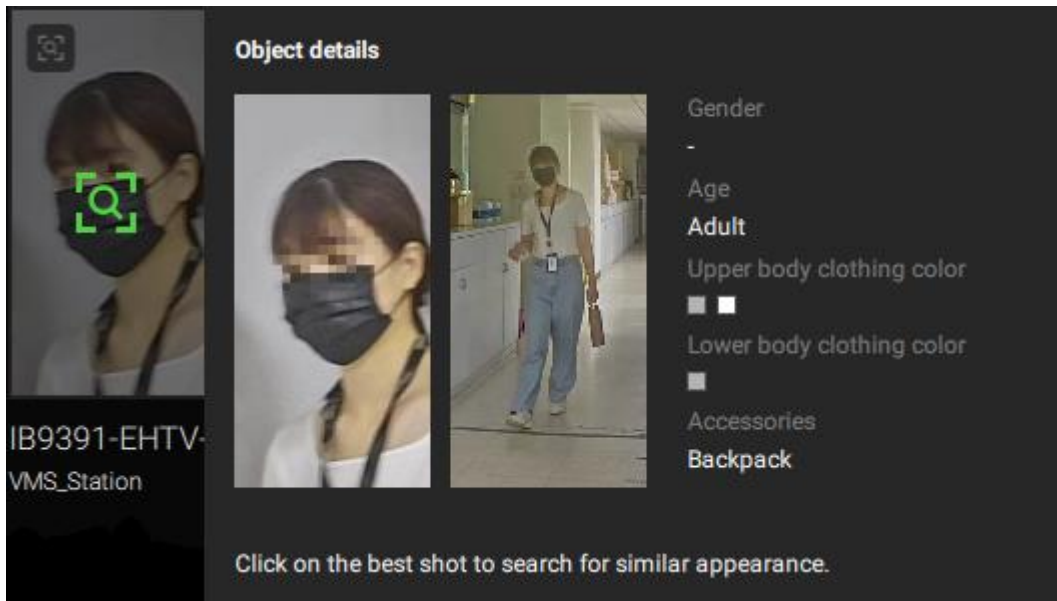 Object details
Gender
-
Age
Adult
Upper body clothing color
Lower body clothing color
Accessories
Backpack
IB9391-EHTV-
VMS_Station
Click on the best shot to search for similar appearance.